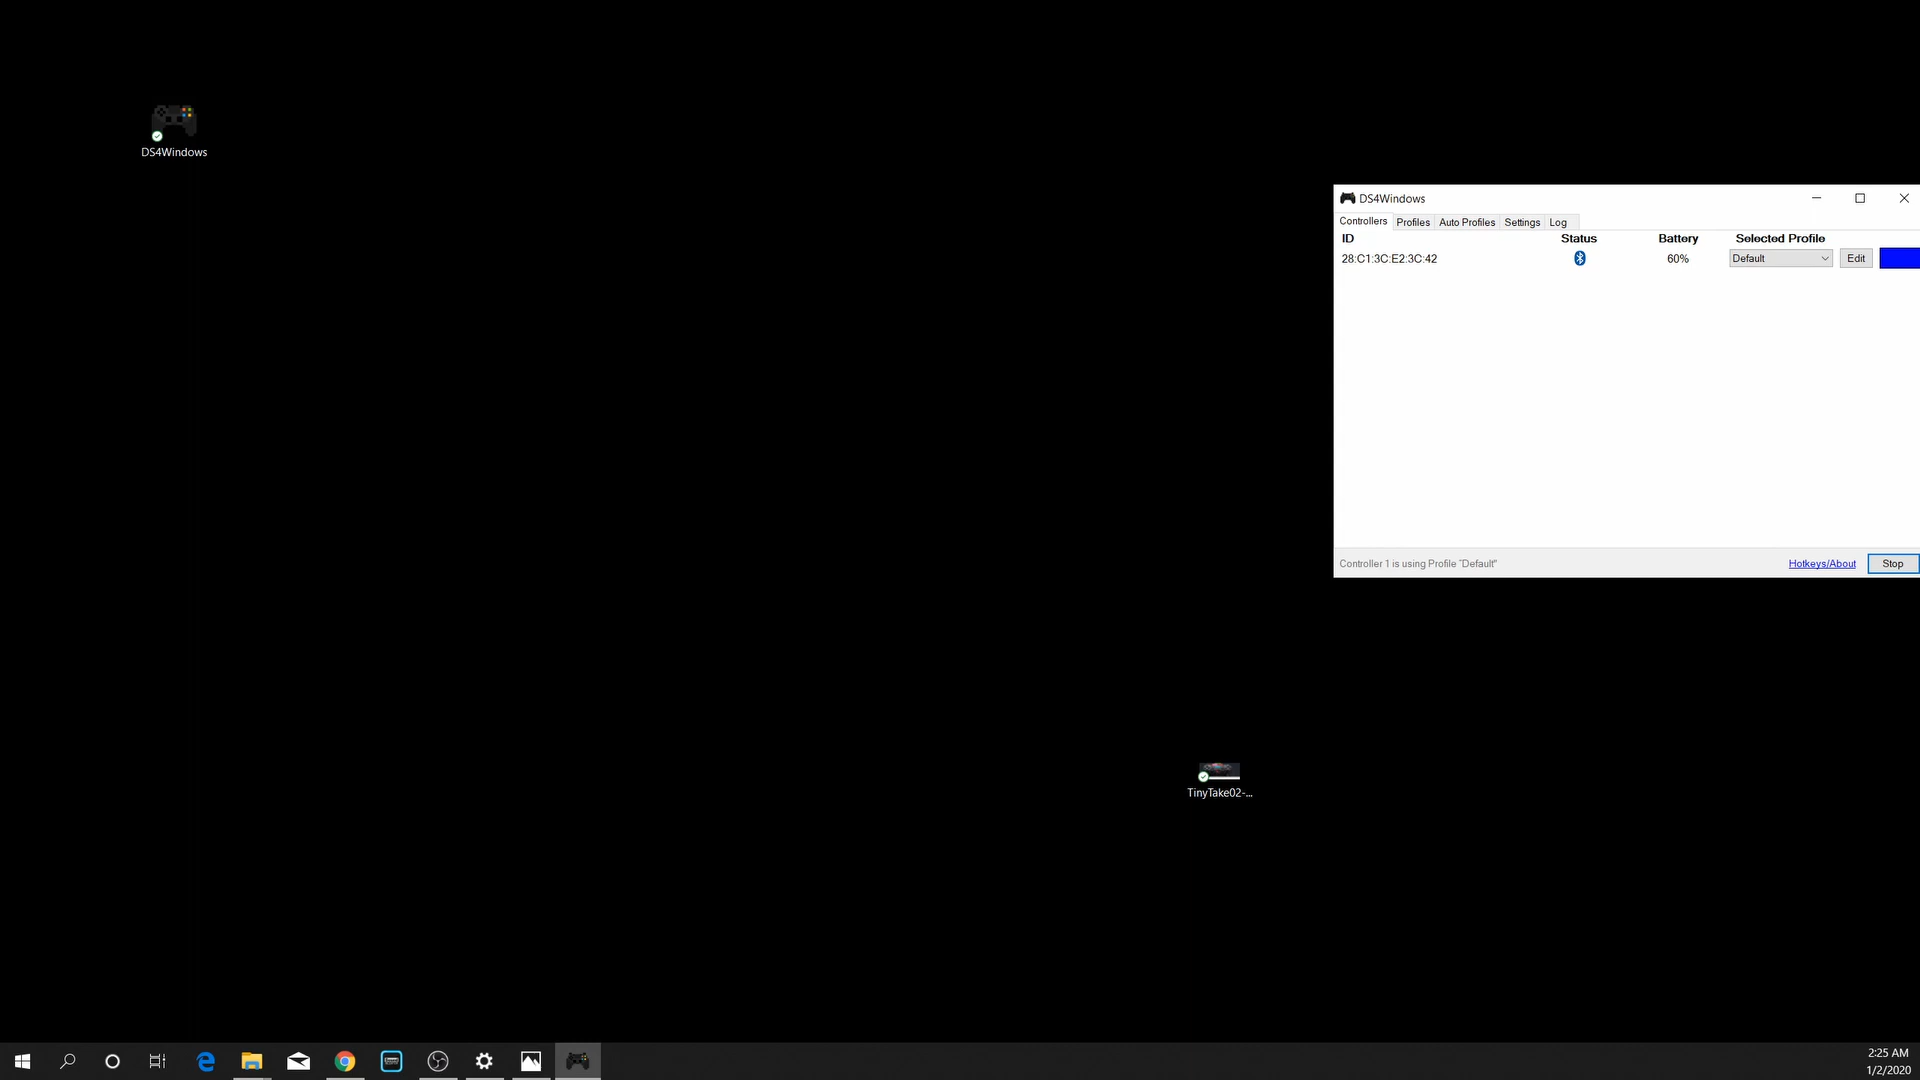 DS4Windows
DS4Windows
Controllers Profiles Auto Profiles Settings Log
ID Status Battery Selected Profile
28:C1:3C:E2:3C:42 60% Default Edit
Controller 1 is using Profile "Default" Hotkeys/About Stop
TinyTake02-...
2:25 AM
1/2/2020